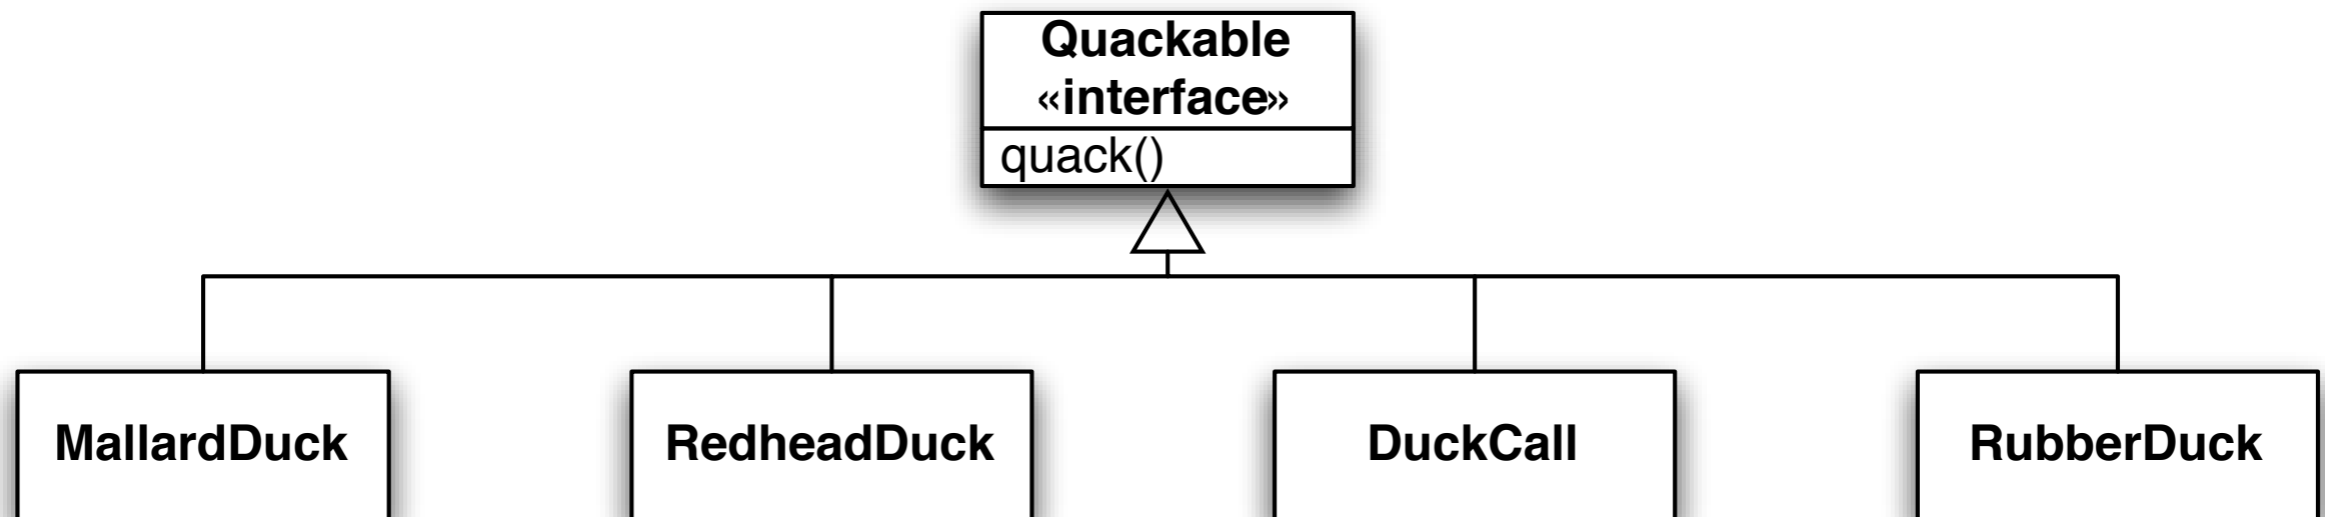 Quackable
«interface»
quack()
MallardDuck
RedheadDuck
DuckCall
RubberDuck